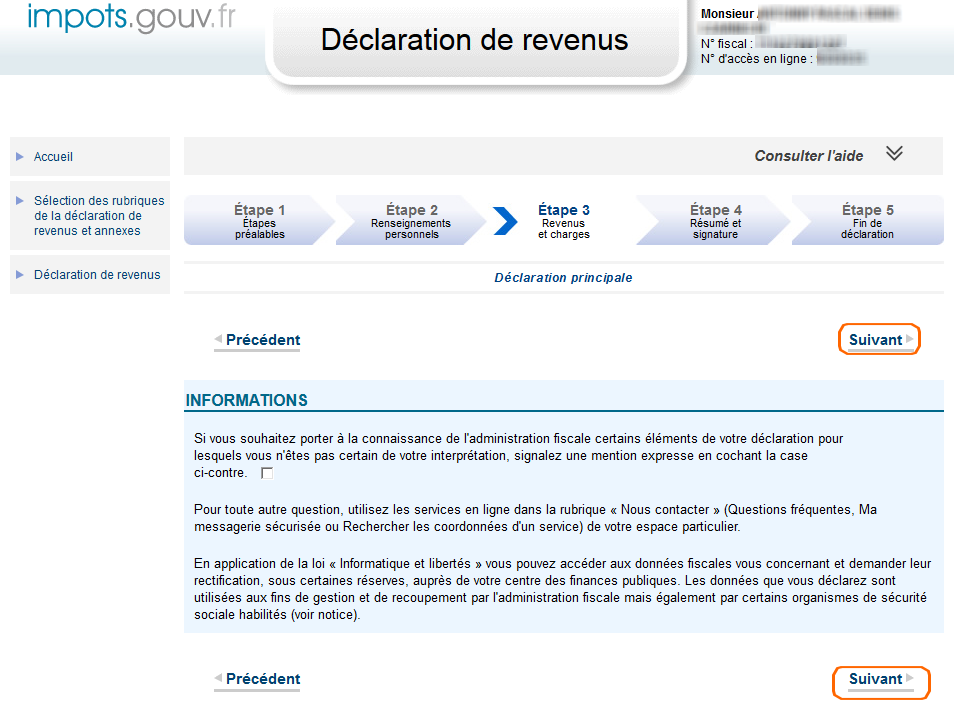 impots.gouv.fr
Déclaration de revenus
Monsieur
N° fiscal :
N° d'accès en ligne :
Accueil
Sélection des rubriques
de la déclaration de
revenus et annexes
Déclaration de revenus
Consulter l'aide
Étape 1
Étapes
préalables
Étape 2
Renseignements
personnels
Étape 3
Revenus
et charges
Étape 4
Résumé et
signature
Étape 5
Fin de
déclaration
Déclaration principale
Précédent
Suivant
INFORMATIONS
Si vous souhaitez porter à la connaissance de l'administration fiscale certains éléments de votre déclaration pour
lesquels vous n'êtes pas certain de votre interprétation, signalez une mention expresse en cochant la case
ci-contre.
Pour toute autre question, utilisez les services en ligne dans la rubrique « Nous contacter » (Questions fréquentes, Ma
messagerie sécurisée ou Rechercher les coordonnées d'un service) de votre espace particulier.
En application de la loi « Informatique et libertés » vous pouvez accéder aux données fiscales vous concernant et demander leur
rectification, sous certaines réserves, auprès de votre centre des finances publiques. Les données que vous déclarez sont
utilisées aux fins de gestion et de recoupement par l'administration fiscale mais également par certains organismes de sécurité
sociale habilités (voir notice).
Précédent
Suivant